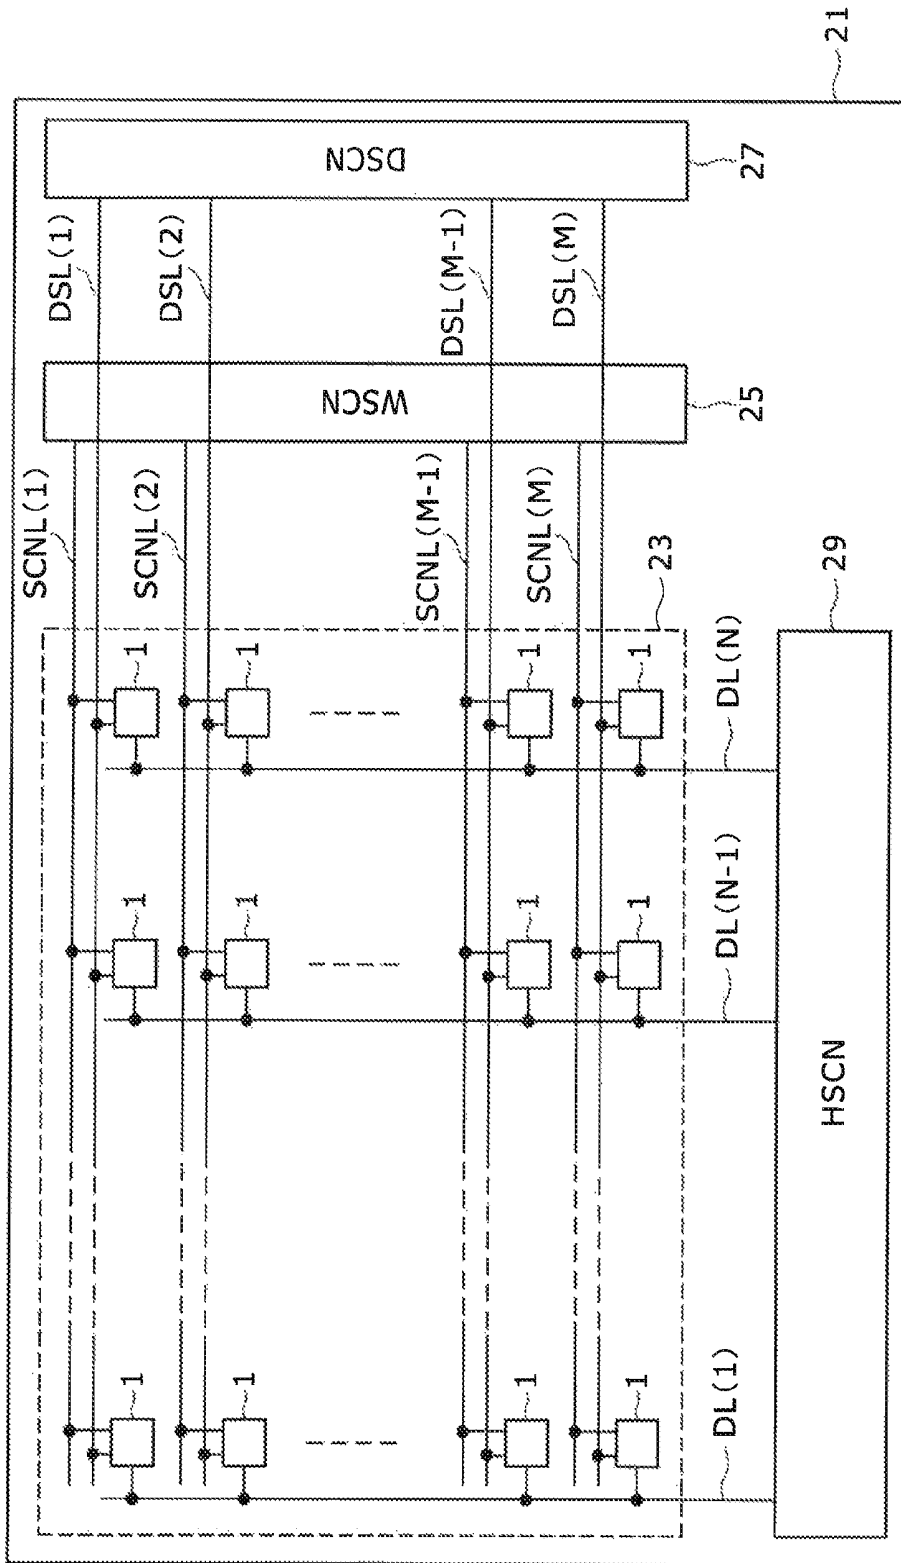 21
DSCN
27
DSL(1)
DSL(2)
DSL(M-1)
DSL(M)
WSCN
25
SCNL(1)
SCNL(2)
SCNL(M-1)
SCNL(M)
23
29
1
1
1
1
DL(N)
1
1
1
1
DL(N-1)
HSCN
1
1
1
1
DL(1)